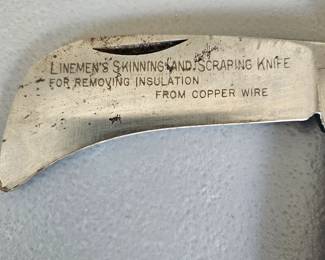 LINEMEN'S SKINNING AND SCRAPING KNIFE
FOR REMOVING INSULATION
FROM COPPER WIRE